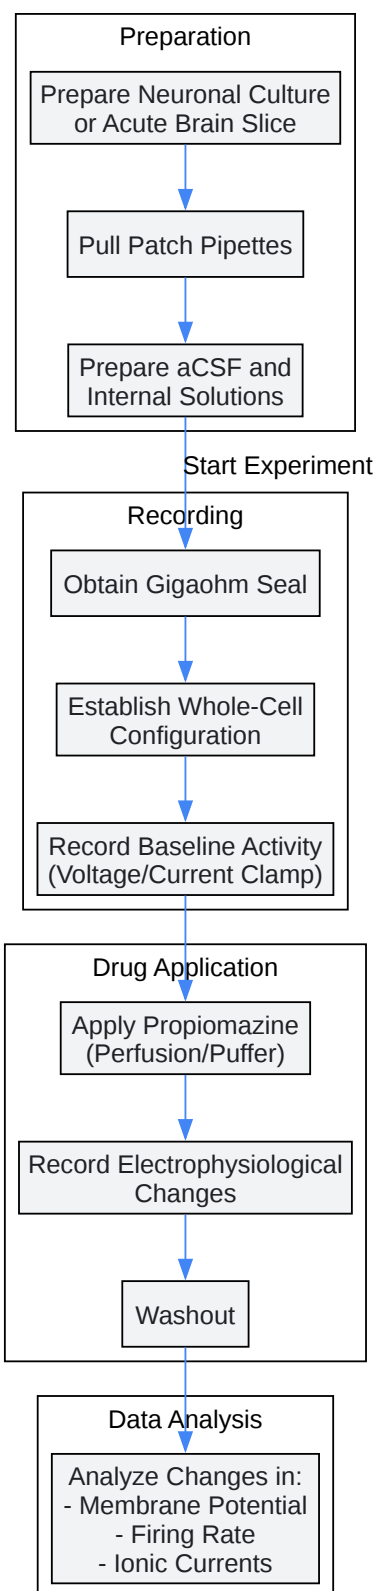 Preparation
Prepare Neuronal Culture
or Acute Brain Slice
Pull Patch Pipettes
Prepare aCSF and
Internal Solutions
Start Experiment
Recording
Obtain Gigaohm Seal
Establish Whole-Cell
Configuration
Record Baseline Activity
(Voltage/Current Clamp)
Drug Application
Apply Propiomazine
(Perfusion/Puffer)
Record Electrophysiological
Changes
Washout
Data Analysis
Analyze Changes in:
- Membrane Potential
- Firing Rate
- Ionic Currents